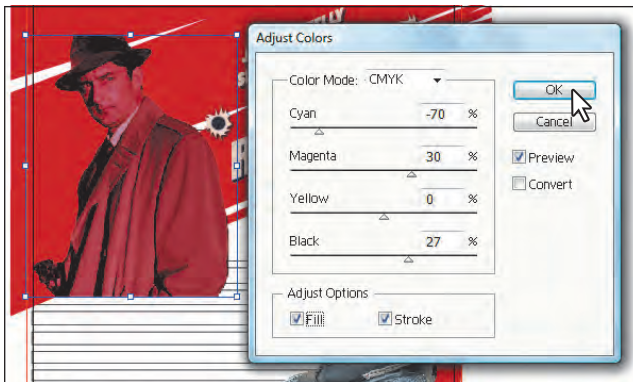 Adjust Colors
Color Mode: CMYK
OK
Cyan -70 %
Cancel
Magenta 30 %
Preview
Convert
Yellow 0 %
Black 27 %
Adjust Options
Fill Stroke